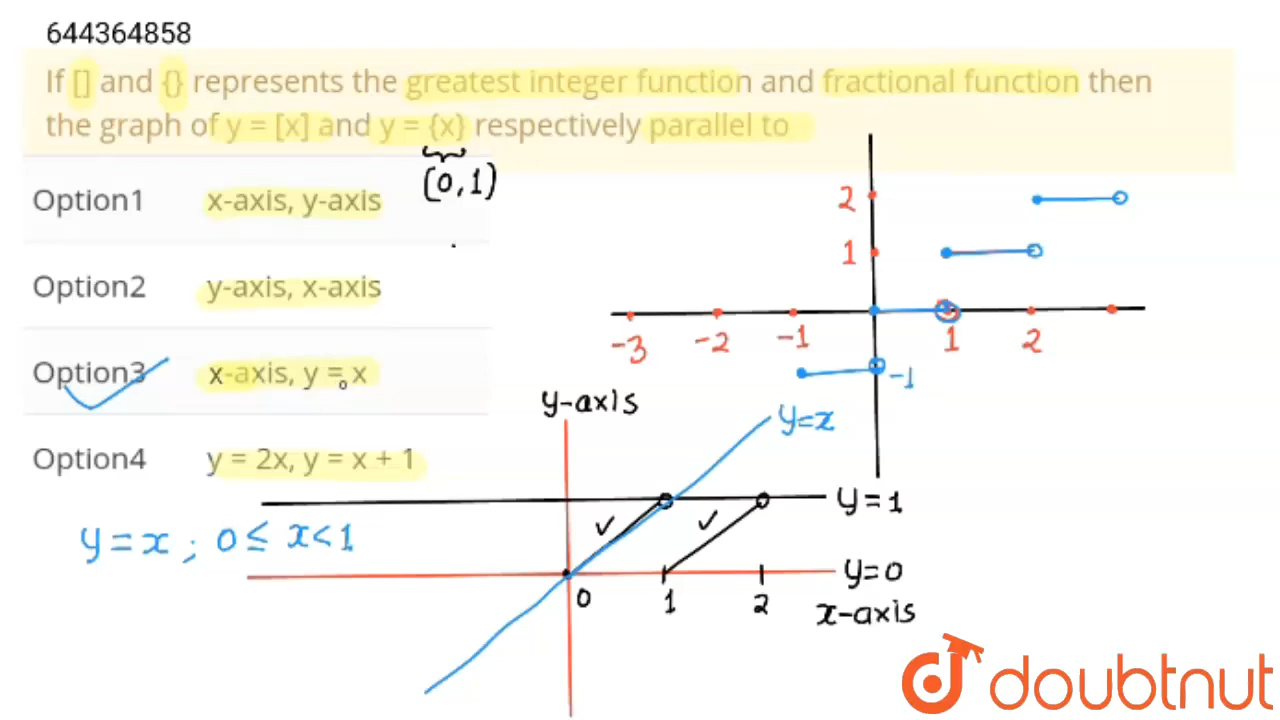 644364858
If [] and {} represents the greatest integer function and fractional function then
the graph of y = [x] and y = {x} respectively parallel to
(0,1)
Option1 x-axis, y-axis
Option2 y-axis, x-axis
Option3 x-axis, y = x
Option4 y = 2x, y = x + 1
2
1
-3 -2 -1 1 2
-1
y-axis
y=x
y=1
y=x ; 0≤ x<1
y=0
0 1 2
x-axis
doubtnut